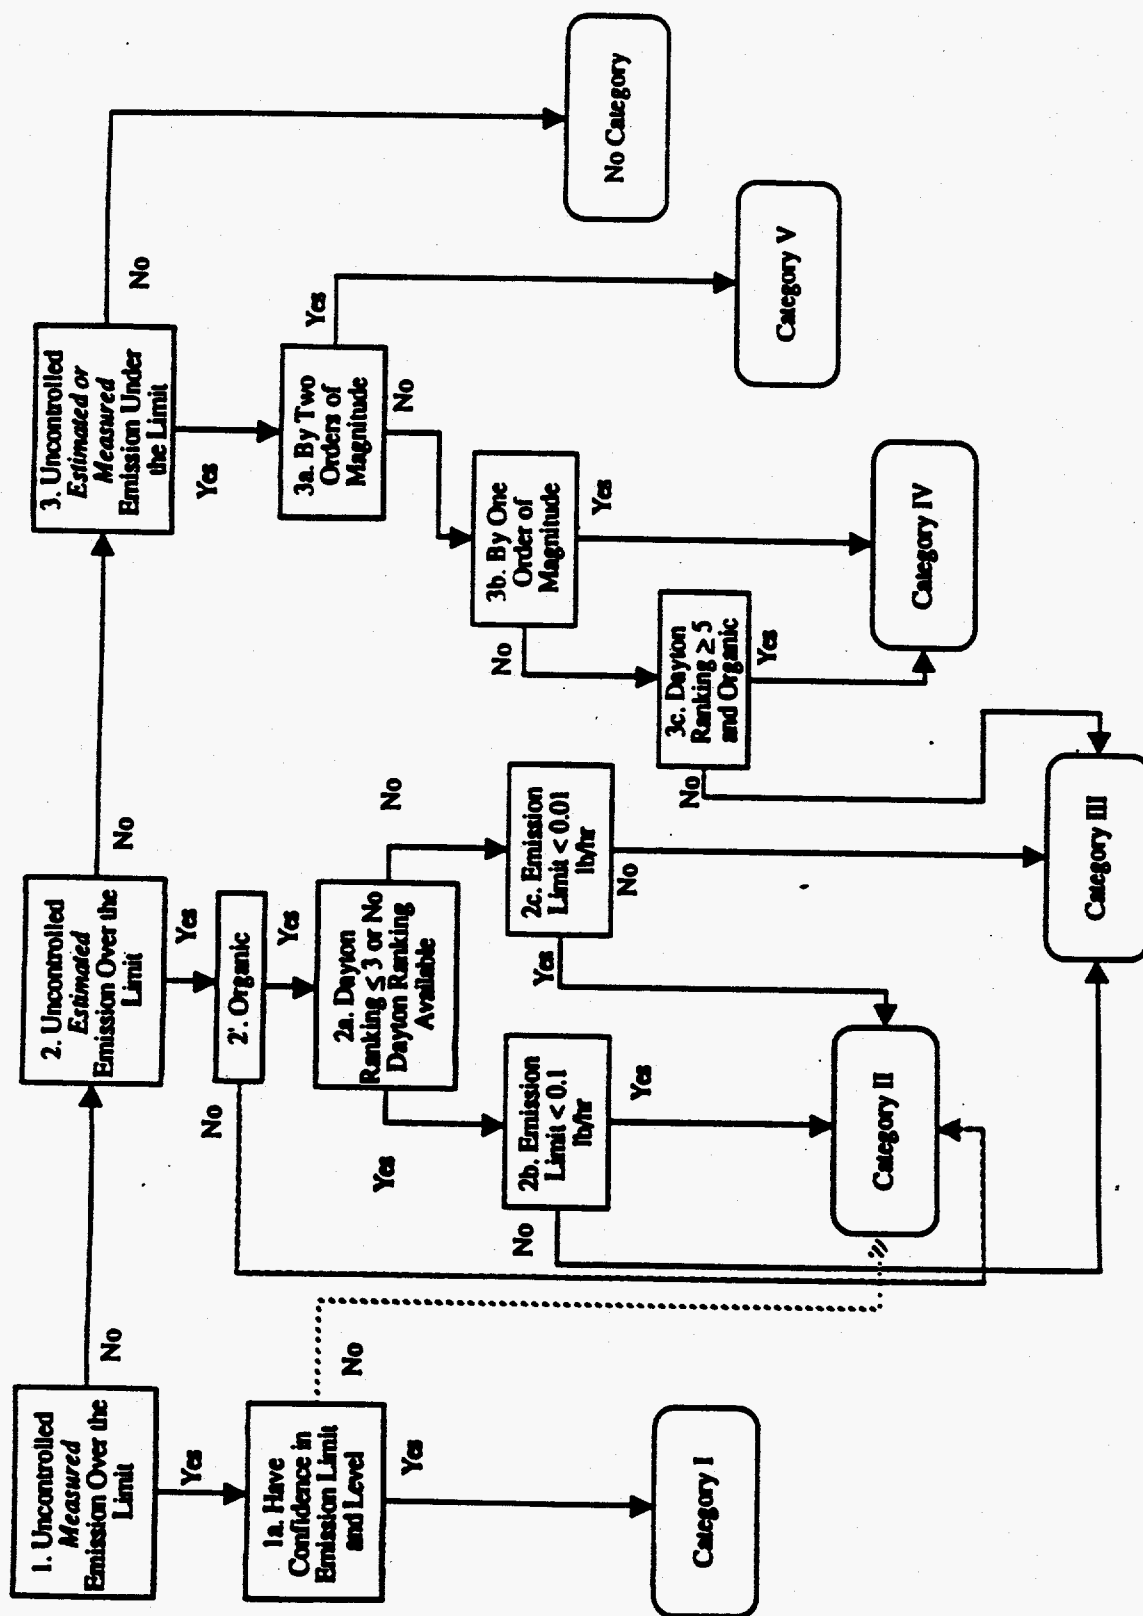 1. Uncontrolled
Measured
Emission Over the
Limit
No
Yes
1a. Have
Confidence in
Emission Limit
and Level
No
Yes
Category I
2. Uncontrolled
Estimated
Emission Over the
Limit
No
Yes
2'. Organic
No
Yes
2a. Dayton
Ranking ≤ 3 or No
Dayton Ranking
Available
Yes
No
2b. Emission
Limit < 0.1
lb/hr
No
Yes
2c. Emission
Limit < 0.01
lb/hr
Yes
No
Category II
Category III
3. Uncontrolled
Estimated or
Measured
Emission Under
the Limit
No
Yes
3a. By Two
Orders of
Magnitude
Yes
No
3b. By One
Order of
Magnitude
No
Yes
3c. Dayton
Ranking ≥ 5
and Organic
No
Yes
Category IV
Category V
No Category